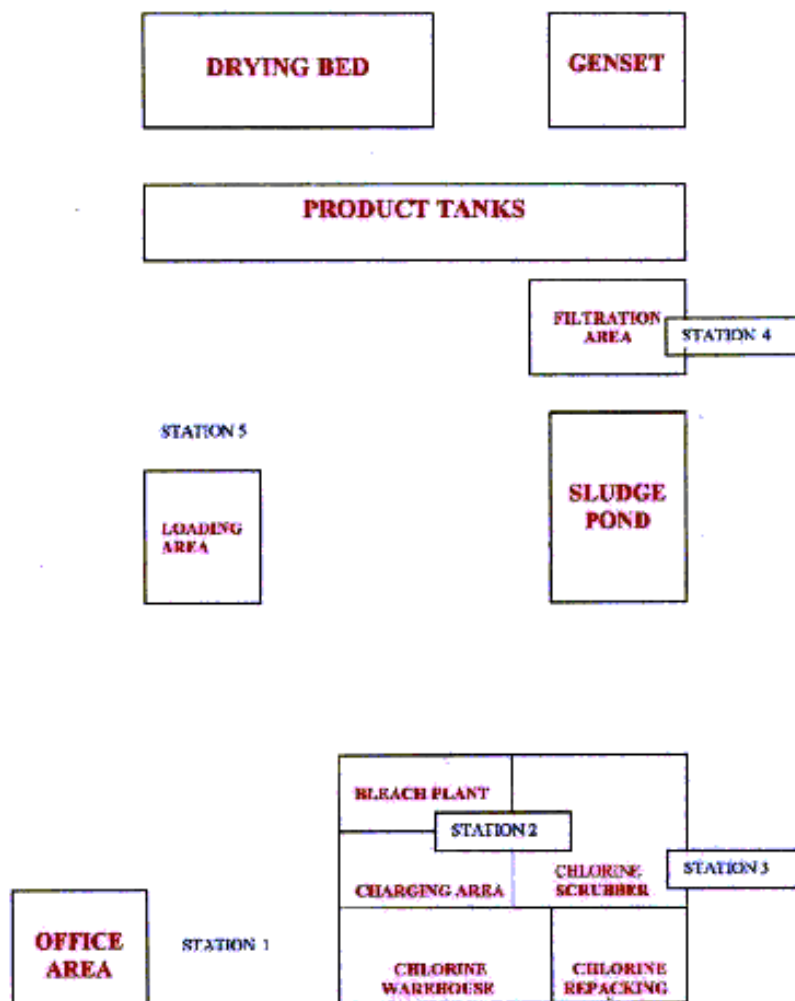 DRYING BED
GENSET
PRODUCT TANKS
FILTRATION
AREA
STATION 4
STATION 5
LOADING
AREA
SLUDGE
POND
BLEACH PLANT
STATION 2
CHARGING AREA
CHLORINE
SCRUBBER
STATION 3
OFFICE
AREA
STATION 1
CHLORINE
WAREHOUSE
CHLORINE
REPACKING